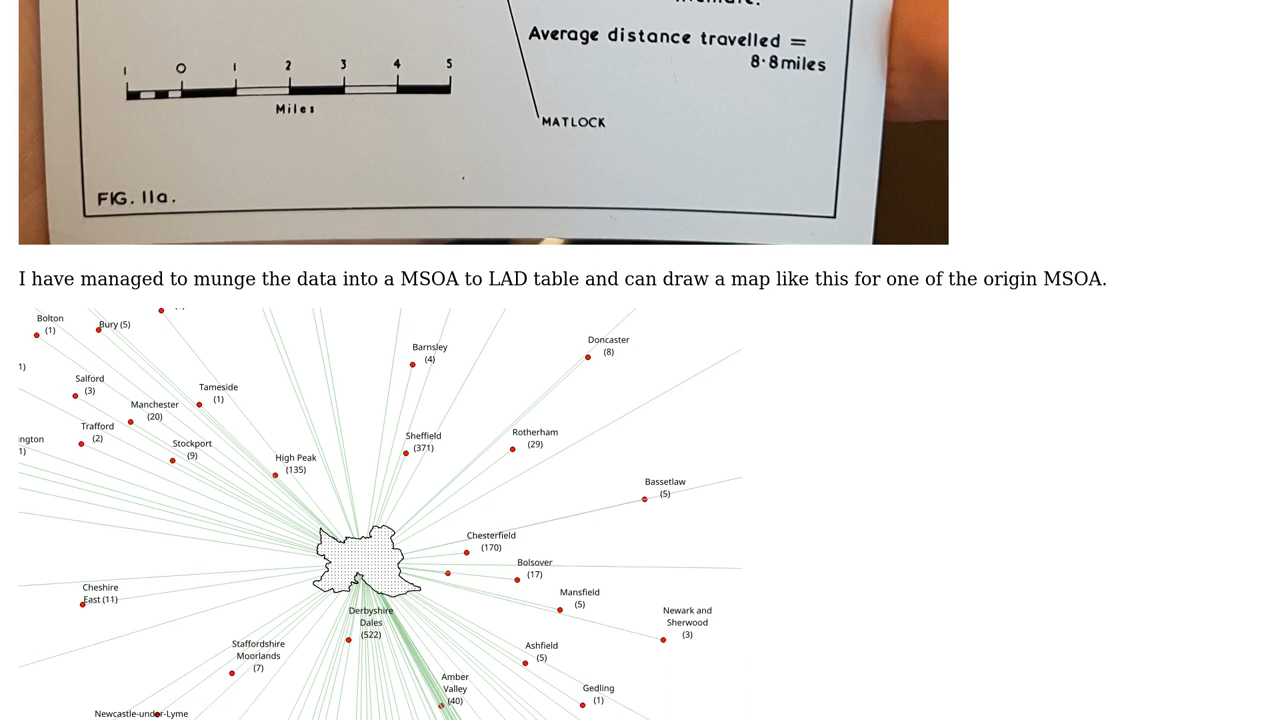 Average distance travelled =
8·8miles
1 0 1 2 3 4 5
Miles
MATLOCK
FIG. 11a.
I have managed to munge the data into a MSOA to LAD table and can draw a map like this for one of the origin MSOA.
Bolton
(1)
Bury (5)
Barnsley
(4)
Doncaster
(8)
1)
Salford
(3)
Tameside
(1)
Manchester
(20)
Trafford
(2)
Stockport
(9)
ington
1)
High Peak
(135)
Sheffield
(371)
Rotherham
(29)
Bassetlaw
(5)
Chesterfield
(170)
Bolsover
(17)
Mansfield
(5)
Cheshire
East (11)
Derbyshire
Dales
(522)
Newark and
Sherwood
(3)
Staffordshire
Moorlands
(7)
Ashfield
(5)
Amber
Valley
(40)
Gedling
(1)
Newcastle-under-Lyme